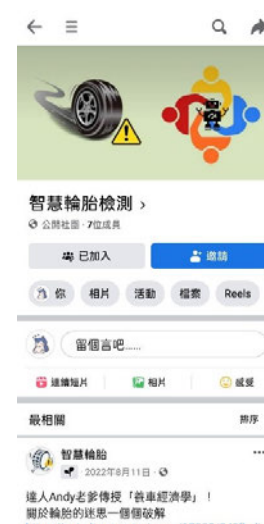 智慧輪胎檢測 ›
公開社團 · 7位成員
已加入 邀請
你 相片 活動 檔案 Reels
留個言吧......
連續短片 相片 感受
最相關 排序
智慧輪胎
2022年8月11日 ·
達人Andy老爹傳授「養車經濟學」！
關於輪胎的迷思一個個破解